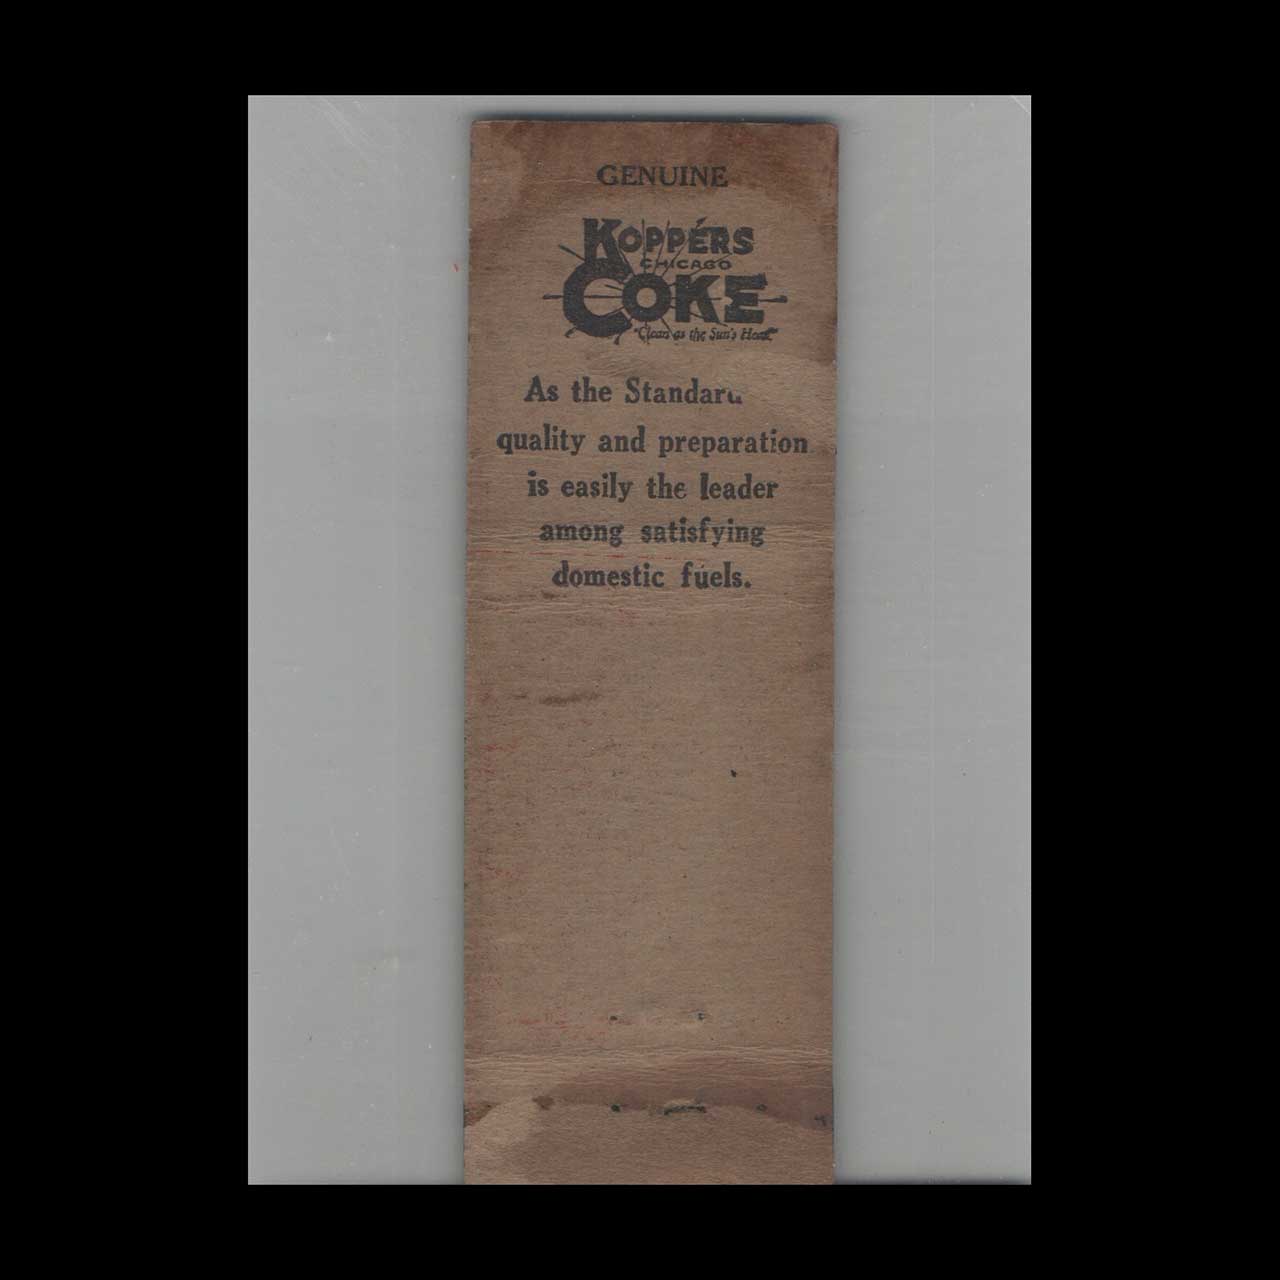 GENUINE
KOPPERS
CHICAGO
COKE
"Clean as the Sun's Heat"
As the Standard
quality and preparation
is easily the leader
among satisfying
domestic fuels.